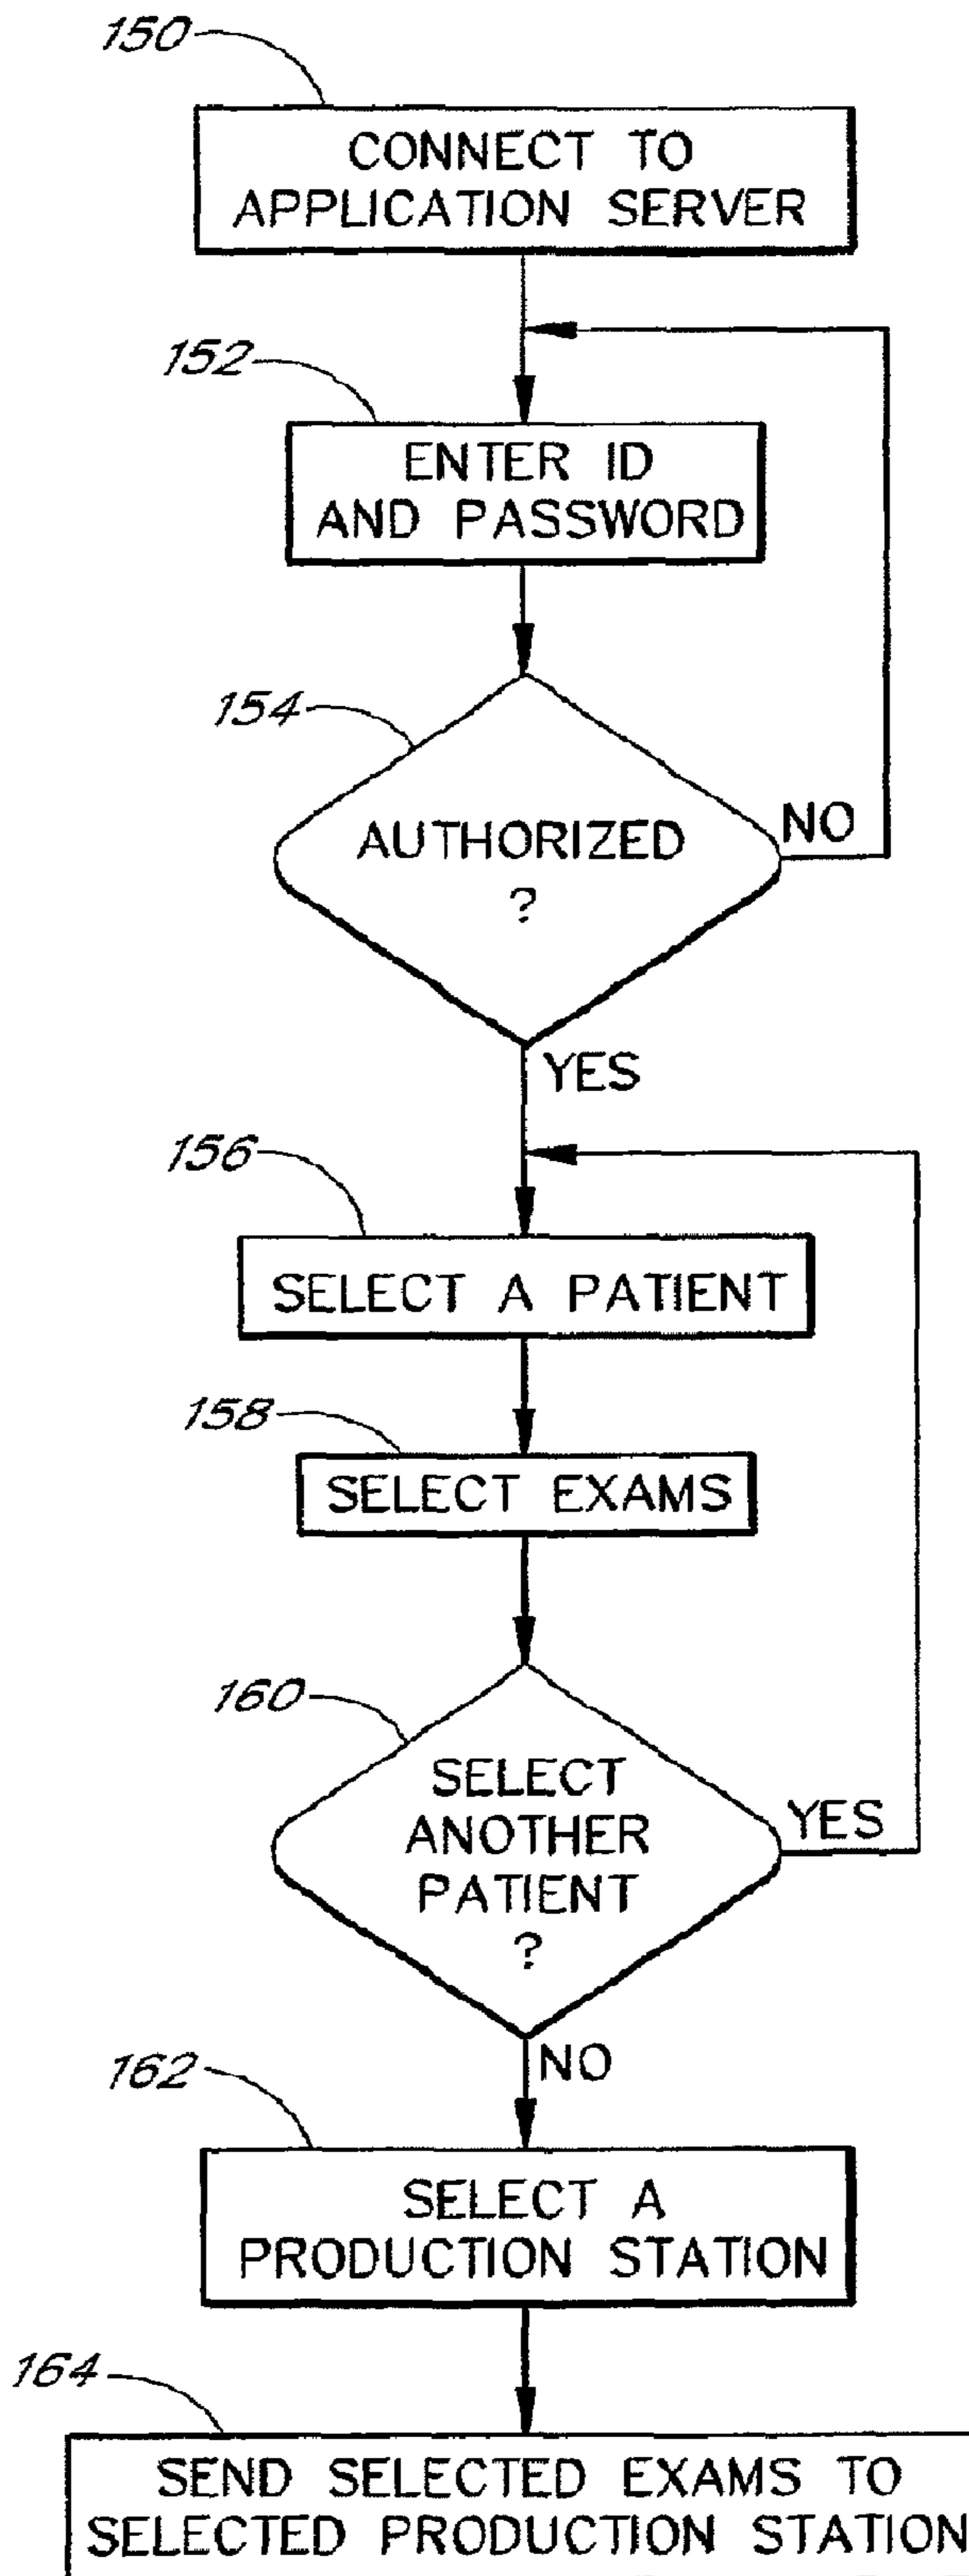 150
CONNECT TO
APPLICATION SERVER
152
ENTER ID
AND PASSWORD
154
AUTHORIZED
?
NO
YES
156
SELECT A PATIENT
158
SELECT EXAMS
160
SELECT
ANOTHER
PATIENT
?
YES
NO
162
SELECT A
PRODUCTION STATION
164
SEND SELECTED EXAMS TO
SELECTED PRODUCTION STATION